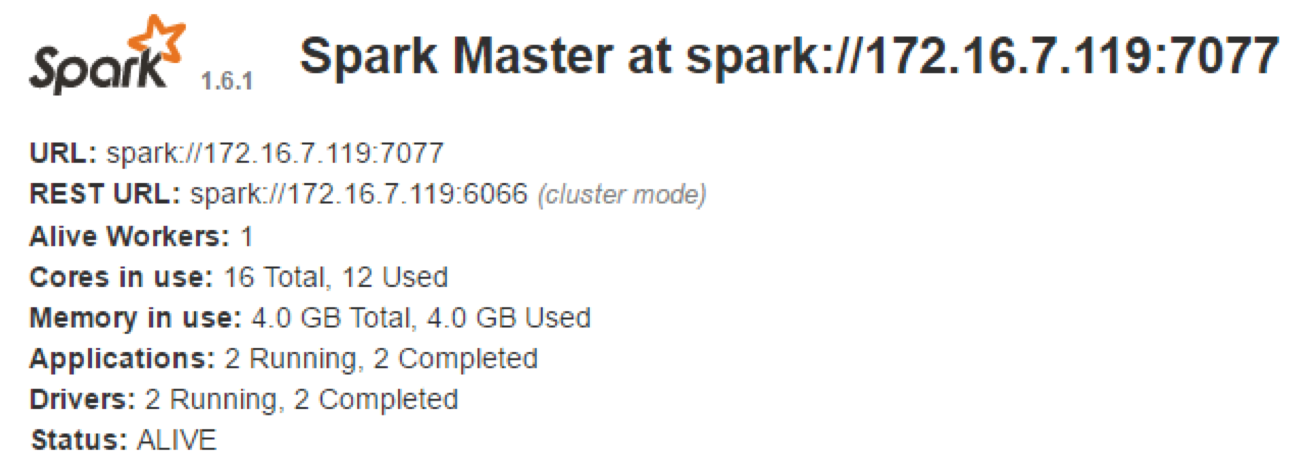 Spark 1.6.1 Spark Master at spark://172.16.7.119:7077
URL: spark://172.16.7.119:7077
REST URL: spark://172.16.7.119:6066 (cluster mode)
Alive Workers: 1
Cores in use: 16 Total, 12 Used
Memory in use: 4.0 GB Total, 4.0 GB Used
Applications: 2 Running, 2 Completed
Drivers: 2 Running, 2 Completed
Status: ALIVE